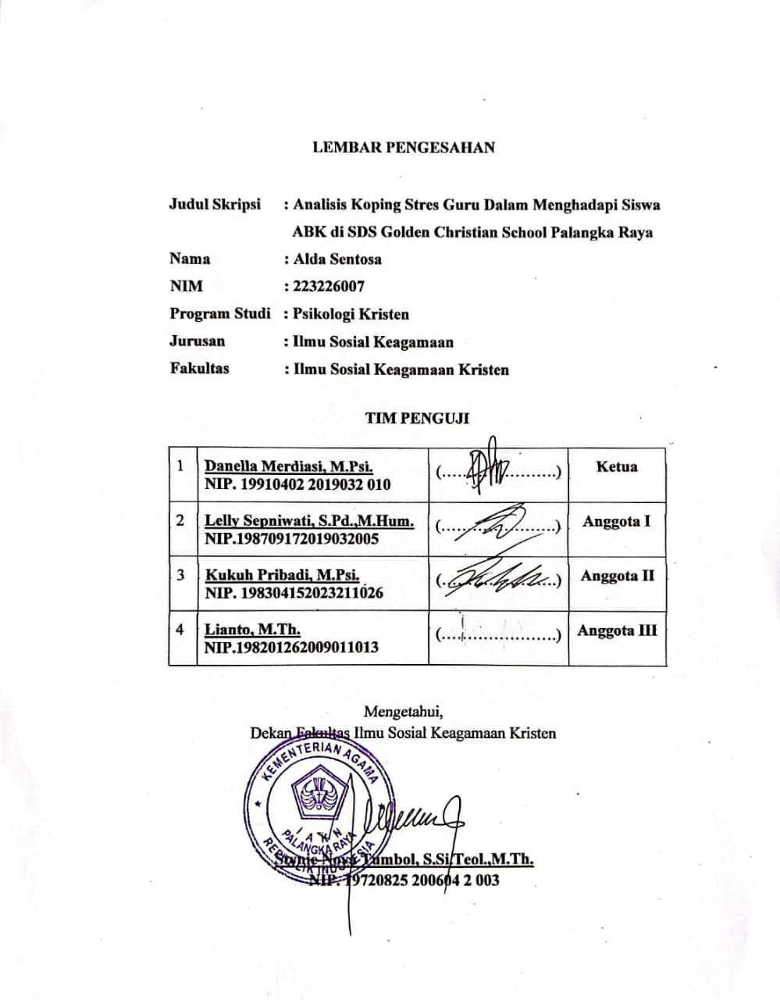 LEMBAR PENGESAHAN
Judul Skripsi : Analisis Koping Stres Guru Dalam Menghadapi Siswa
ABK di SDS Golden Christian School Palangka Raya
Nama : Alda Sentosa
NIM : 223226007
Program Studi : Psikologi Kristen
Jurusan : Ilmu Sosial Keagamaan
Fakultas : Ilmu Sosial Keagamaan Kristen
TIM PENGUJI
1 Danella Merdiasi, M.Psi. (...............) Ketua
NIP. 19910402 2019032 010
2 Lelly Sepniwati, S.Pd.,M.Hum. (...............) Anggota I
NIP.198709172019032005
3 Kukuh Pribadi, M.Psi. (...............) Anggota II
NIP. 198304152023211026
4 Lianto, M.Th. (...............) Anggota III
NIP.198201262009011013
Mengetahui,
Dekan Fakultas Ilmu Sosial Keagamaan Kristen
KEMENTERIAN AGAMA
IAKN
PALANGKA RAYA
REPUBLIK INDONESIA
Tumbol, S.Si.Teol.,M.Th.
NIP. 19720825 200604 2 003